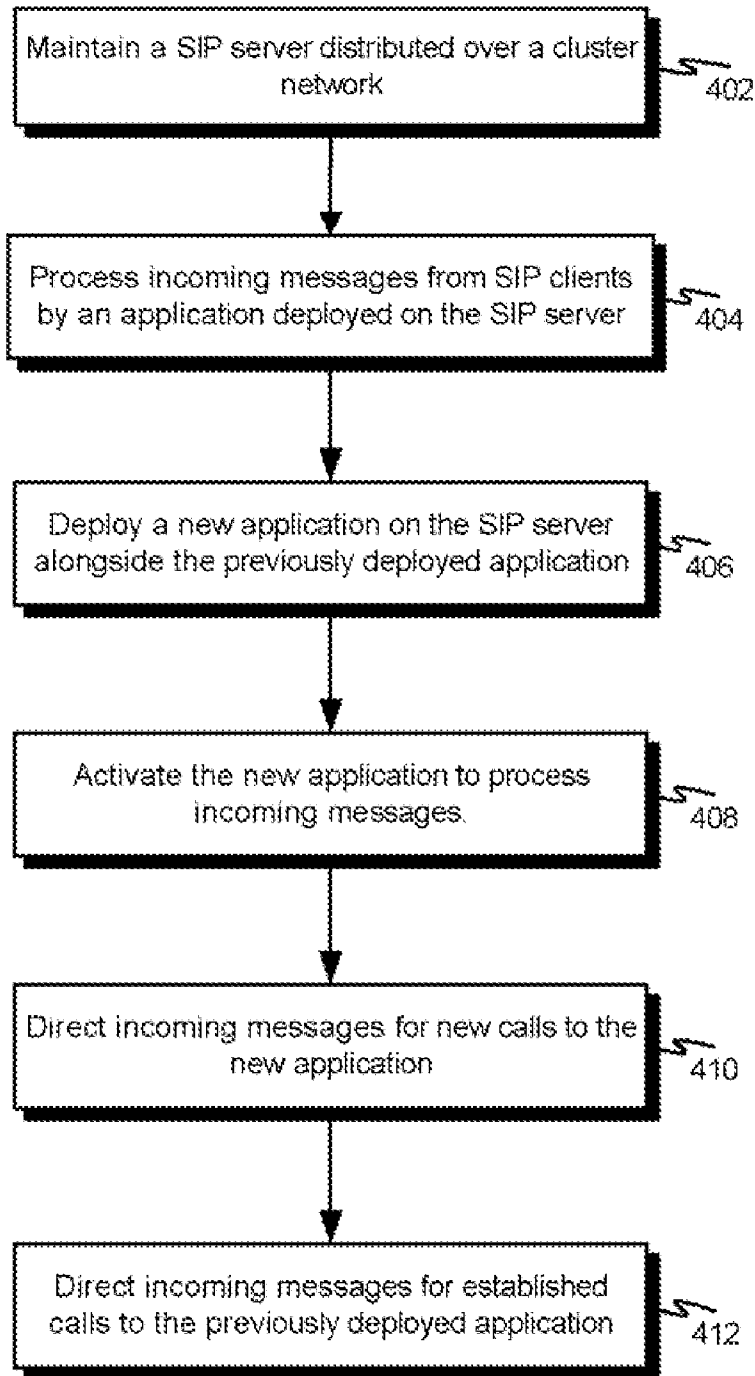 Maintain a SIP server distributed over a cluster
network
402
Process incoming messages from SIP clients
by an application deployed on the SIP server
404
Deploy a new application on the SIP server
alongside the previously deployed application
406
Activate the new application to process
incoming messages.
408
Direct incoming messages for new calls to the
new application
410
Direct incoming messages for established
calls to the previously deployed application
412